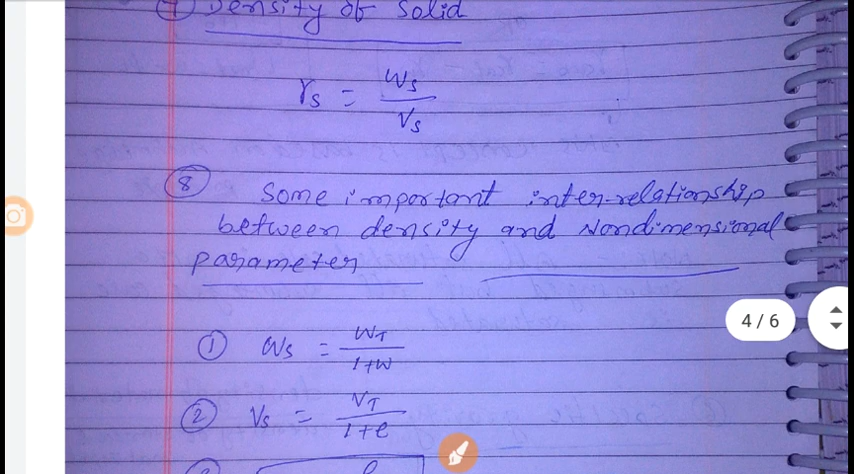 ⑦ Density of Solid
γs = Ws / Vs
⑧ Some important inter-relationship
between density and Nondimensional
parameter
4 / 6
① Ws = WT / 1+w
② Vs = VT / 1+e